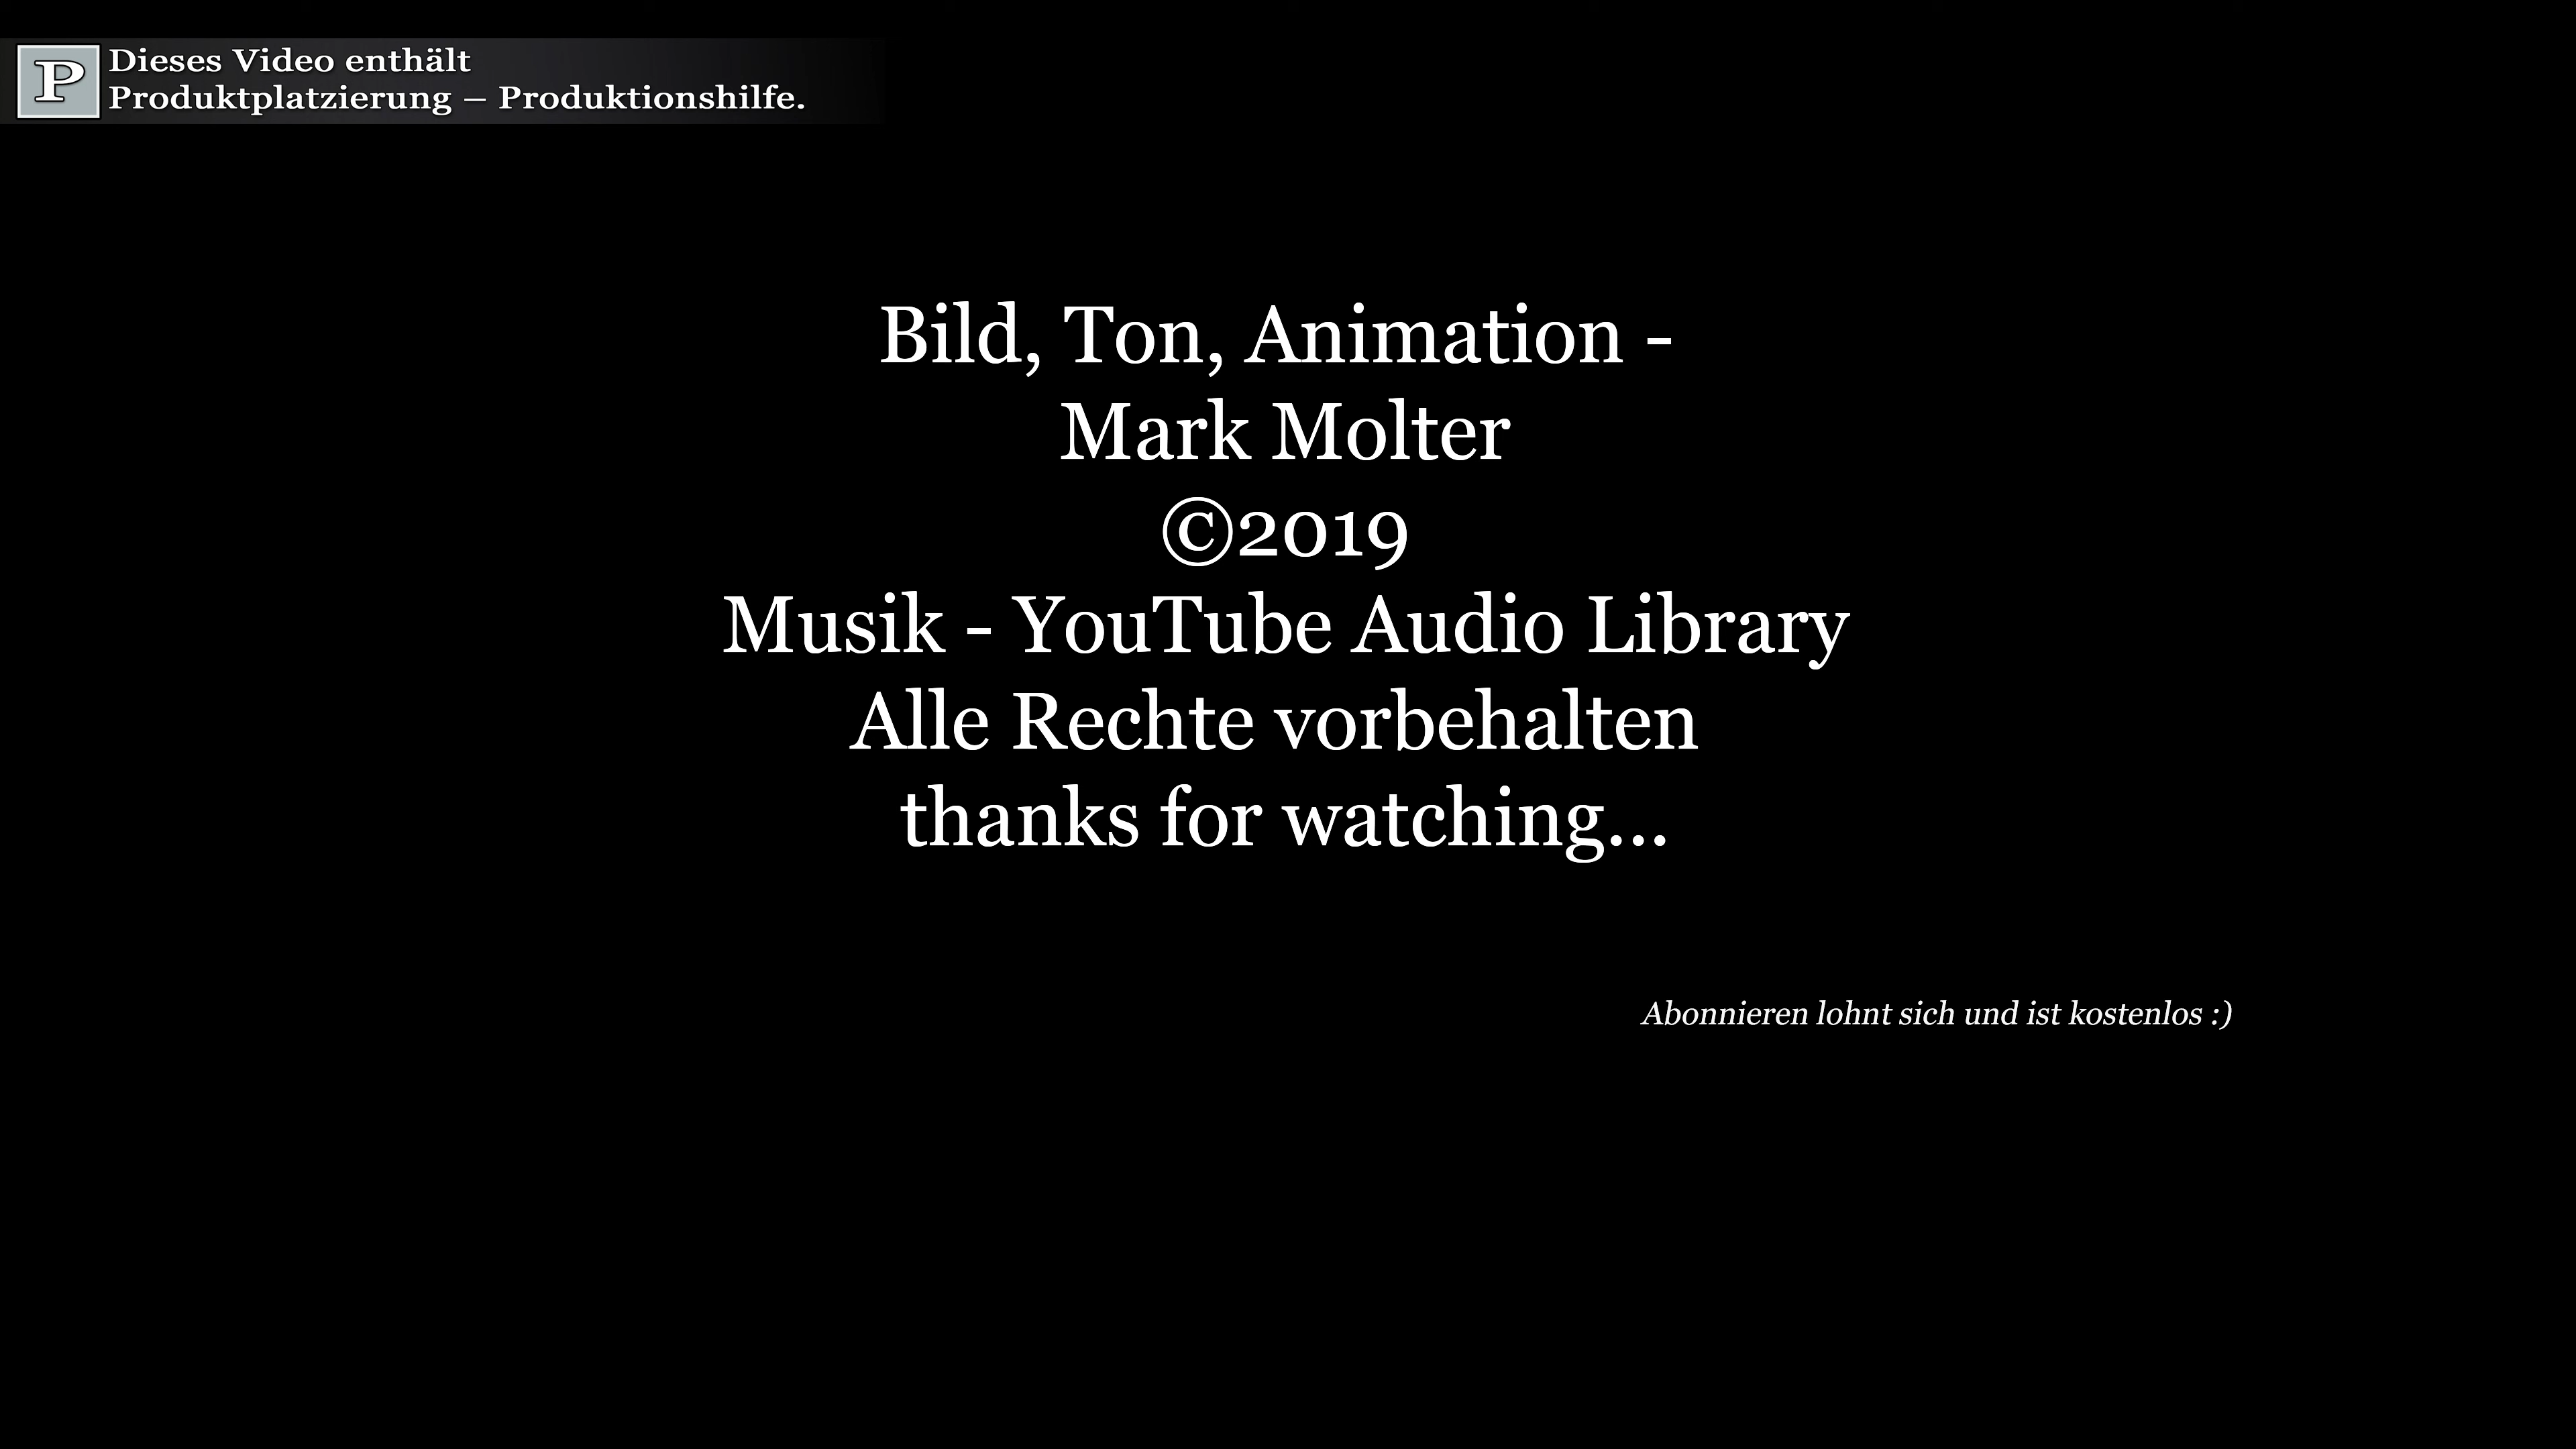 P
Dieses Video enthält
Produktplatzierung – Produktionshilfe.
Bild, Ton, Animation -
Mark Molter
©2019
Musik - YouTube Audio Library
Alle Rechte vorbehalten
thanks for watching...
Abonnieren lohnt sich und ist kostenlos :)